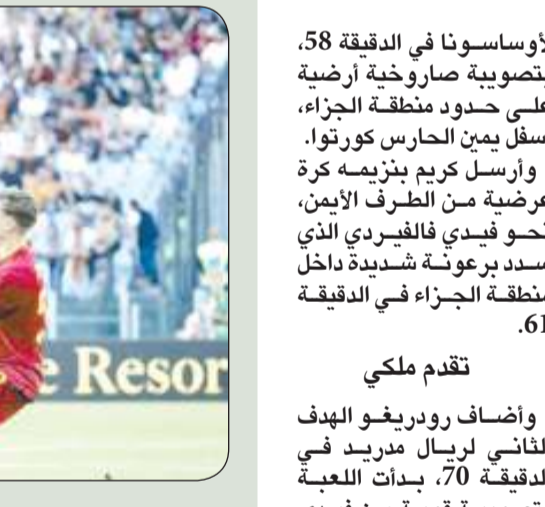 لأوساسونا في الدقيقة 58،
بتصويبة صاروخية أرضية
على حدود منطقة الجزاء،
أسفل يمين الحارس كورتوا.
وأرسل كريم بنزيمه كرة
عرضية من الطرف الأيمن،
نحو فيدي فالفيردي الذي
سدد برعونة شديدة داخل
منطقة الجزاء في الدقيقة
61.
تقدم ملكي
وأضاف رودريغو الهدف
الثاني لريال مدريد في
الدقيقة 70، بدأت اللعبة
e Resor